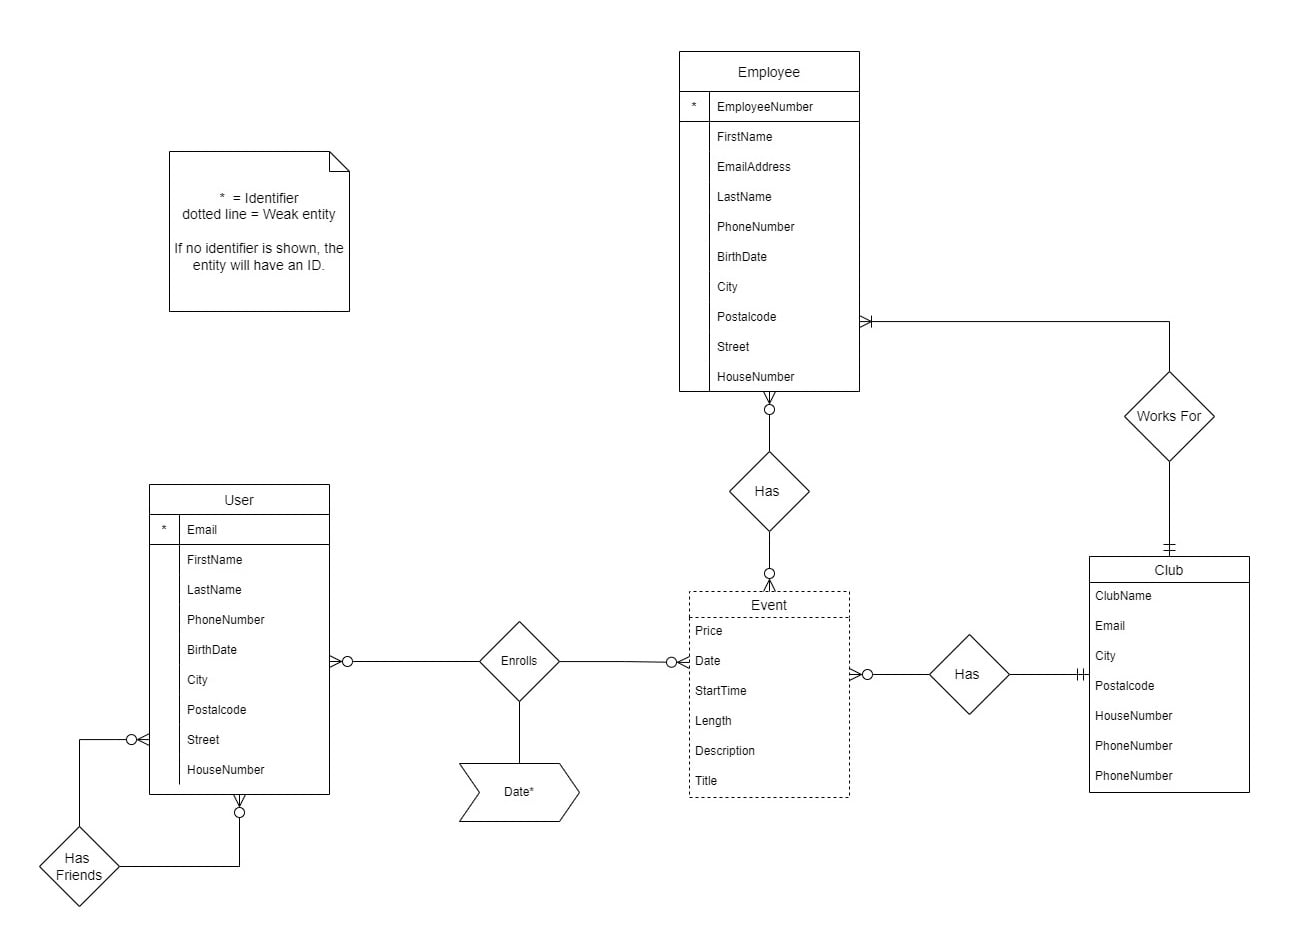 Employee
* EmployeeNumber
FirstName
EmailAddress
LastName
PhoneNumber
BirthDate
City
Postalcode
Street
HouseNumber
* = Identifier
dotted line = Weak entity
If no identifier is shown, the
entity will have an ID.
Works For
Has
User
* Email
FirstName
LastName
PhoneNumber
BirthDate
City
Postalcode
Street
HouseNumber
Enrolls
Date*
Event
Price
Date
StartTime
Length
Description
Title
Has
Club
ClubName
Email
City
Postalcode
HouseNumber
PhoneNumber
PhoneNumber
Has
Friends